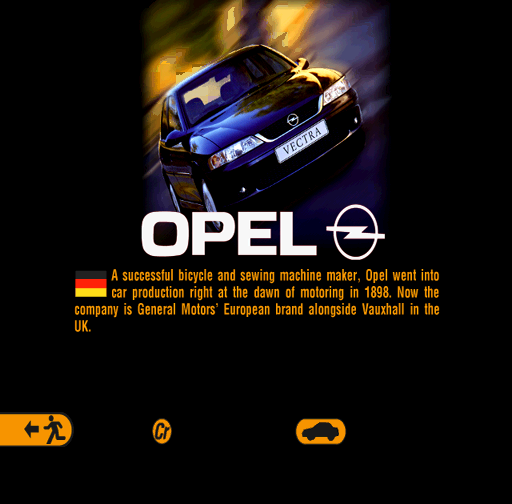 VECTRA
OPEL
A successful bicycle and sewing machine maker, Opel went into
car production right at the dawn of motoring in 1898. Now the
company is General Motors' European brand alongside Vauxhall in the
UK.
Cr